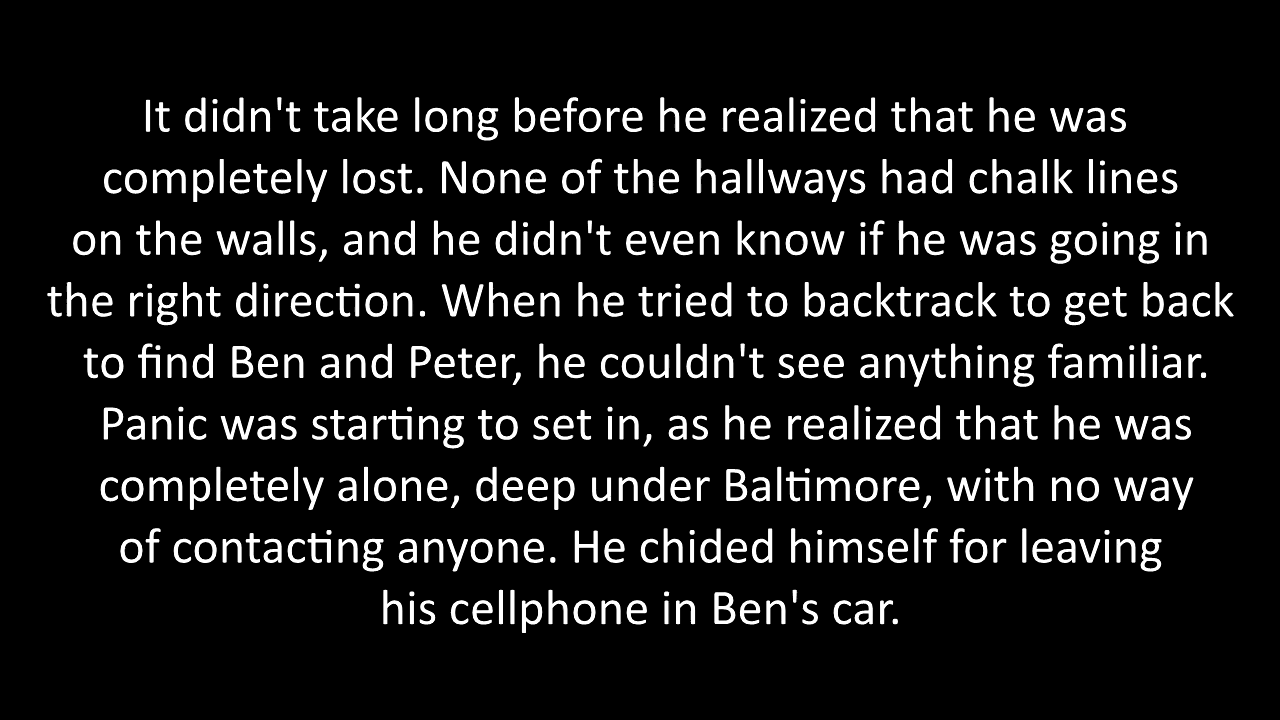 It didn't take long before he realized that he was
completely lost. None of the hallways had chalk lines
on the walls, and he didn't even know if he was going in
the right direction. When he tried to backtrack to get back
to find Ben and Peter, he couldn't see anything familiar.
Panic was starting to set in, as he realized that he was
completely alone, deep under Baltimore, with no way
of contacting anyone. He chided himself for leaving
his cellphone in Ben's car.